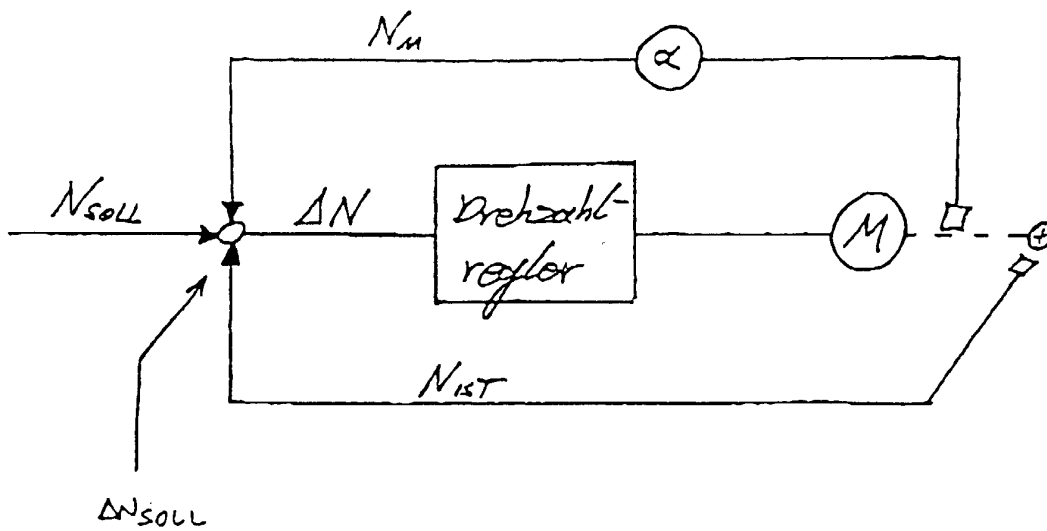 N_M
α
N_SOLL
ΔN
Drehzahl-
regler
M
+
N_IST
ΔN_SOLL